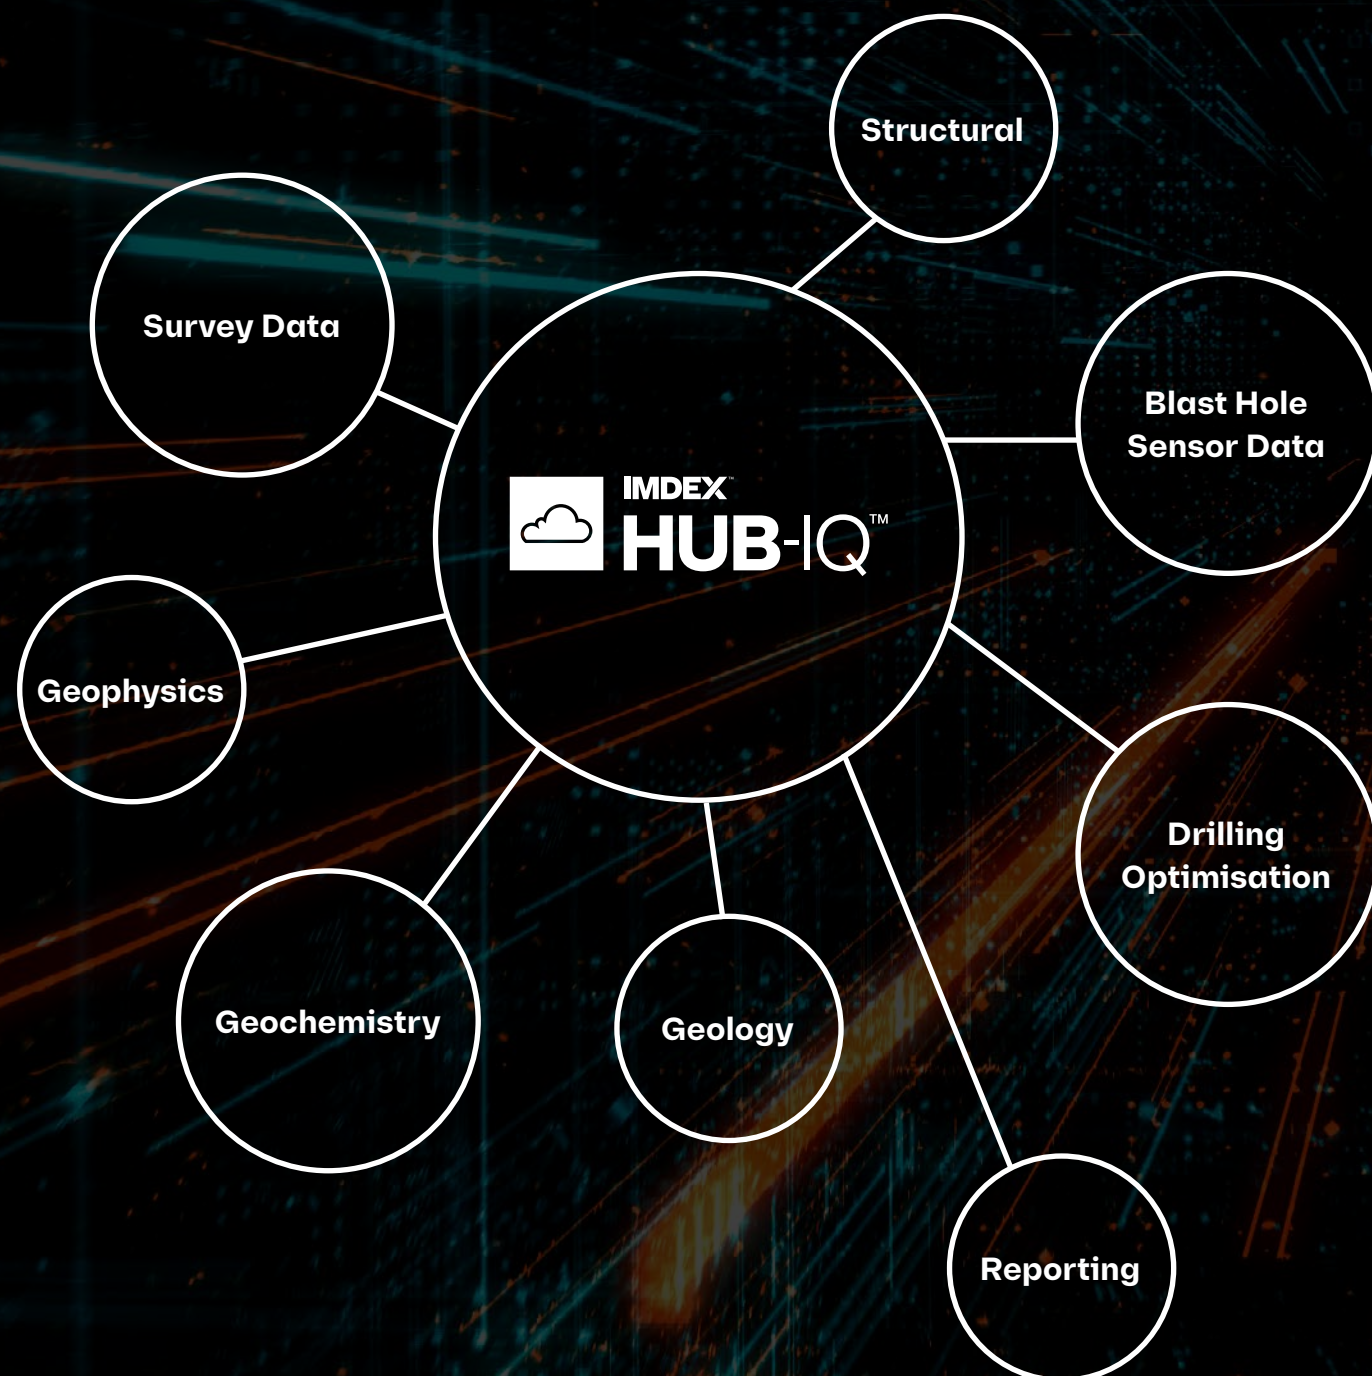 Structural
Survey Data
Blast Hole
Sensor Data
IMDEX™
HUB-IQ™
Geophysics
Drilling
Optimisation
Geochemistry
Geology
Reporting